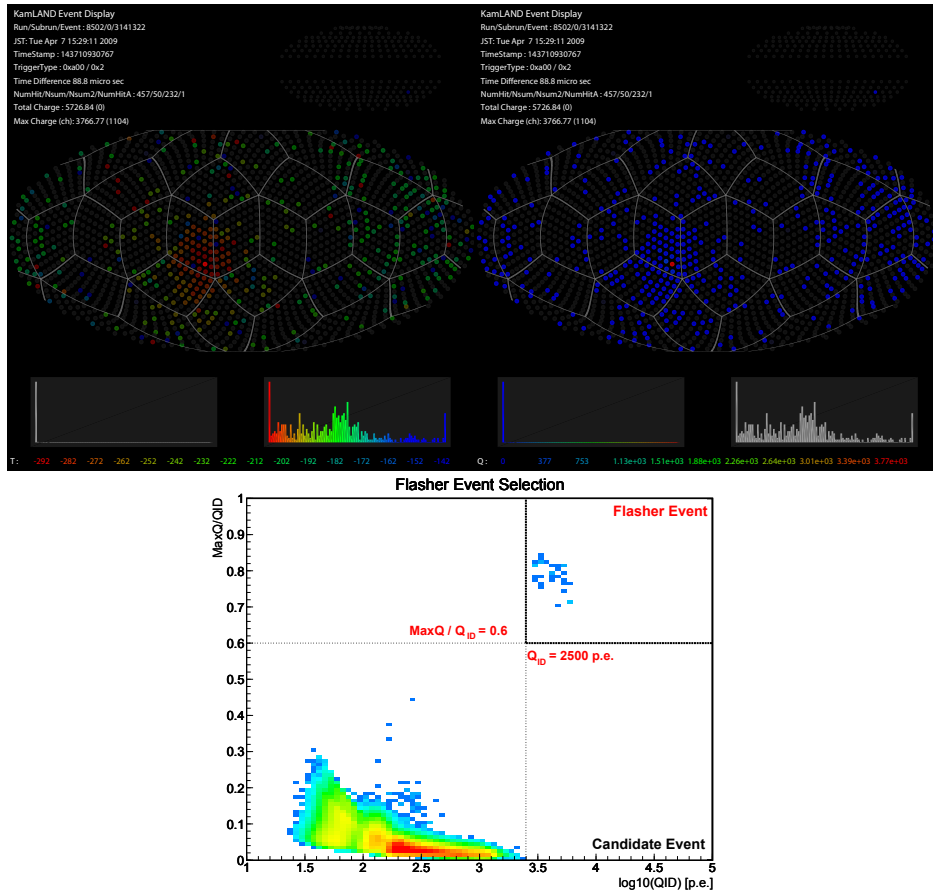 KamLAND Event Display
Run/Subrun/Event : 8502/0/3141322
JST: Tue Apr 7 15:29:11 2009
TimeStamp : 143710930767
TriggerType : 0xa00 / 0x2
Time Difference 88.8 micro sec
NumHit/Nsum/Nsum2/NumHitA : 457/50/232/1
Total Charge : 5726.84 (0)
Max Charge (ch): 3766.77 (1104)
KamLAND Event Display
Run/Subrun/Event : 8502/0/3141322
JST: Tue Apr 7 15:29:11 2009
TimeStamp : 143710930767
TriggerType : 0xa00 / 0x2
Time Difference 88.8 micro sec
NumHit/Nsum/Nsum2/NumHitA : 457/50/232/1
Total Charge : 5726.84 (0)
Max Charge (ch): 3766.77 (1104)
T : -292 -282 -272 -262 -252 -242 -232 -222 -212 -202 -192 -182 -172 -162 -152 -142
Q : 0 377 753 1.13e+03 1.51e+03 1.88e+03 2.26e+03 2.64e+03 3.01e+03 3.39e+03 3.77e+03
Flasher Event Selection
MaxQ/QID
1
0.9
0.8
0.7
0.6
0.5
0.4
0.3
0.2
0.1
0
Flasher Event
MaxQ / Q_ID = 0.6
Q_ID = 2500 p.e.
Candidate Event
1 1.5 2 2.5 3 3.5 4 4.5 5
log10(QID) [p.e.]